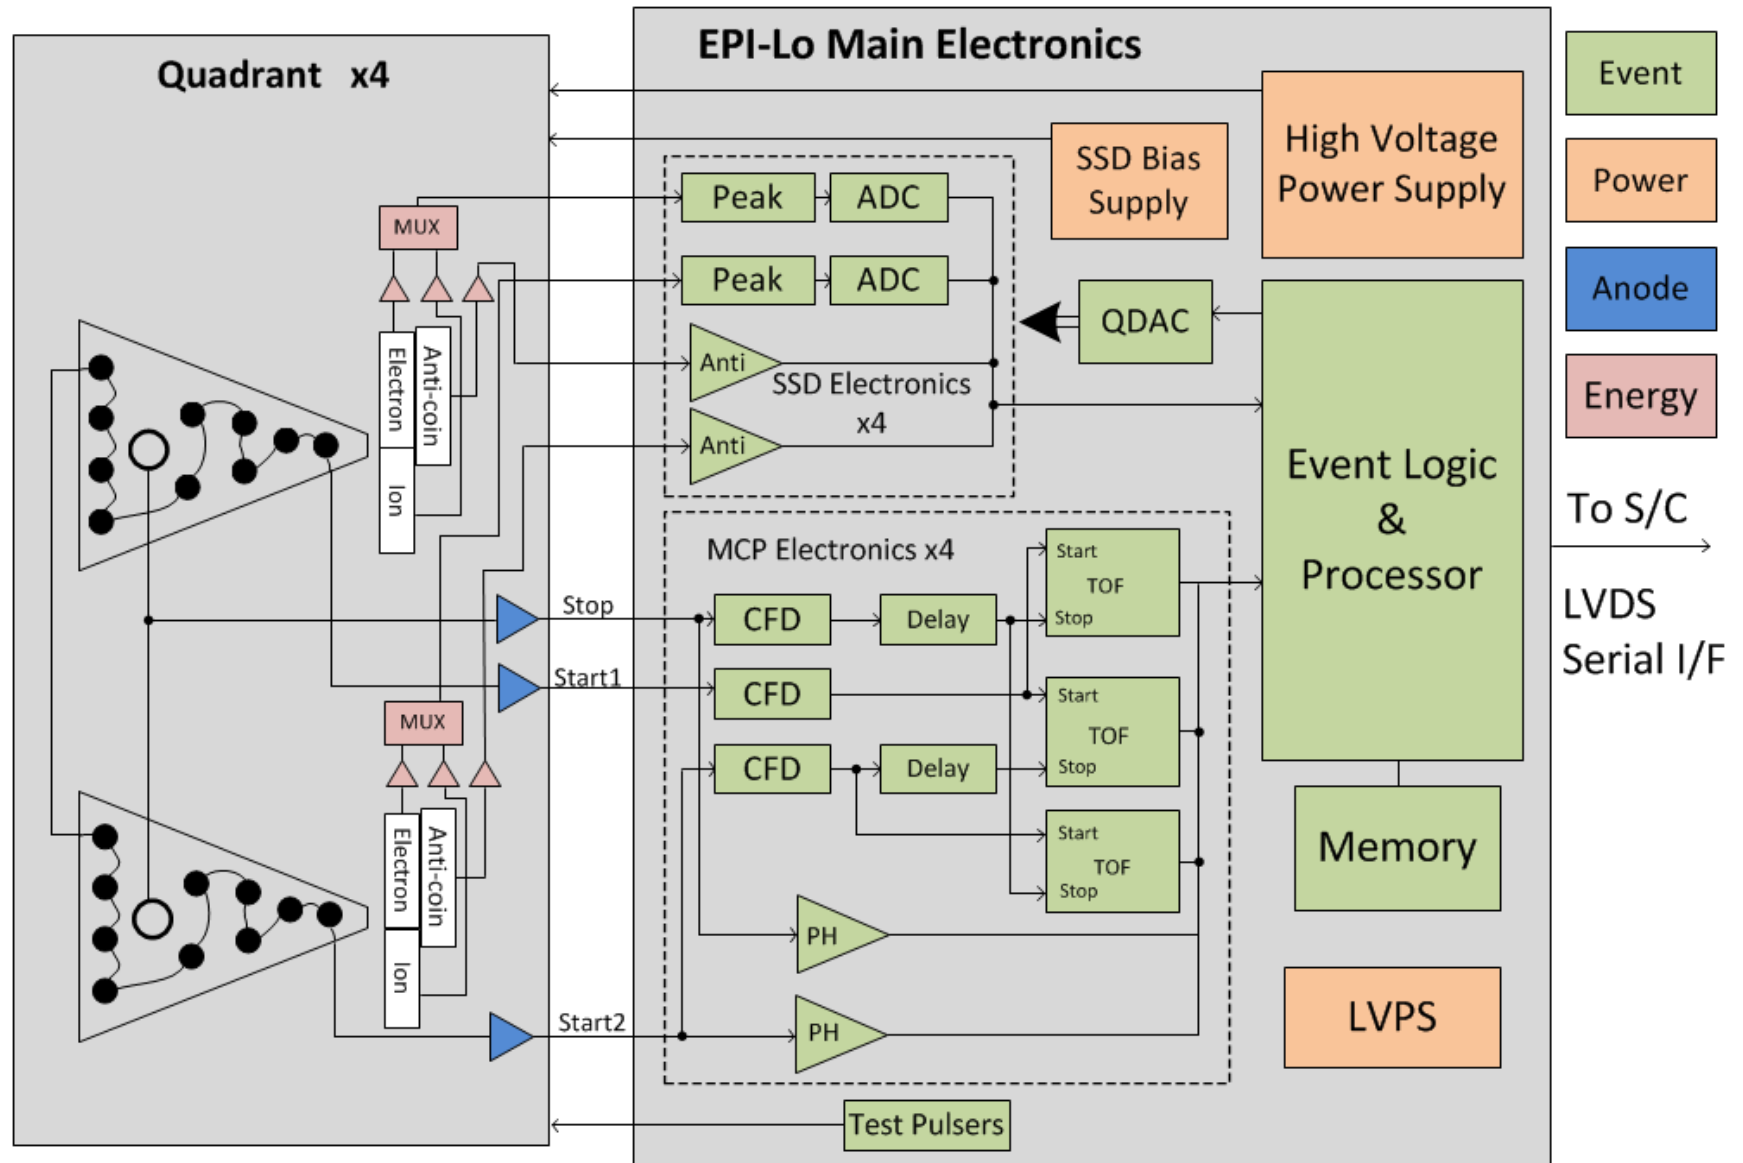 Quadrant x4
EPI-Lo Main Electronics
Event
Power
Anode
Energy
High Voltage
Power Supply
SSD Bias
Supply
Peak
ADC
Peak
ADC
Anti
Anti
SSD Electronics
x4
QDAC
Event Logic
&
Processor
To S/C
LVDS
Serial I/F
MUX
Electron
Anti-coin
Ion
MUX
Electron
Anti-coin
Ion
Stop
Start1
Start2
MCP Electronics x4
CFD
Delay
CFD
CFD
Delay
Start
TOF
Stop
Start
TOF
Stop
Start
TOF
Stop
PH
PH
Memory
LVPS
Test Pulsers